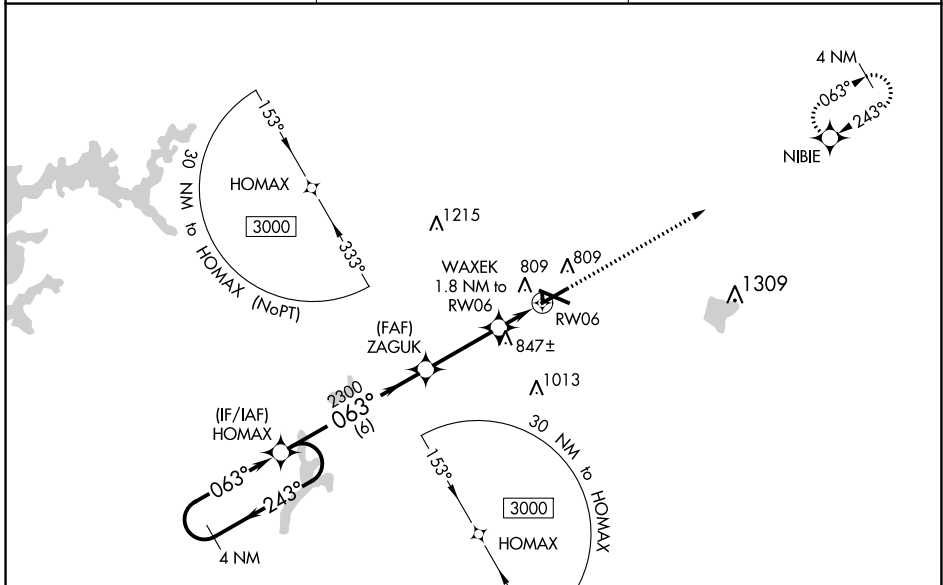 4 NM
063°
243°
NIBIE
153°
HOMAX
3000
333°
30 NM to HOMAX (NoPT)
1215
WAXEK
1.8 NM to
RW06
809
809
RW06
1309
847±
(FAF)
ZAGUK
1013
2300
063°
(6)
(IF/IAF)
HOMAX
063°
243°
4 NM
30 NM to HOMAX
153°
3000
HOMAX